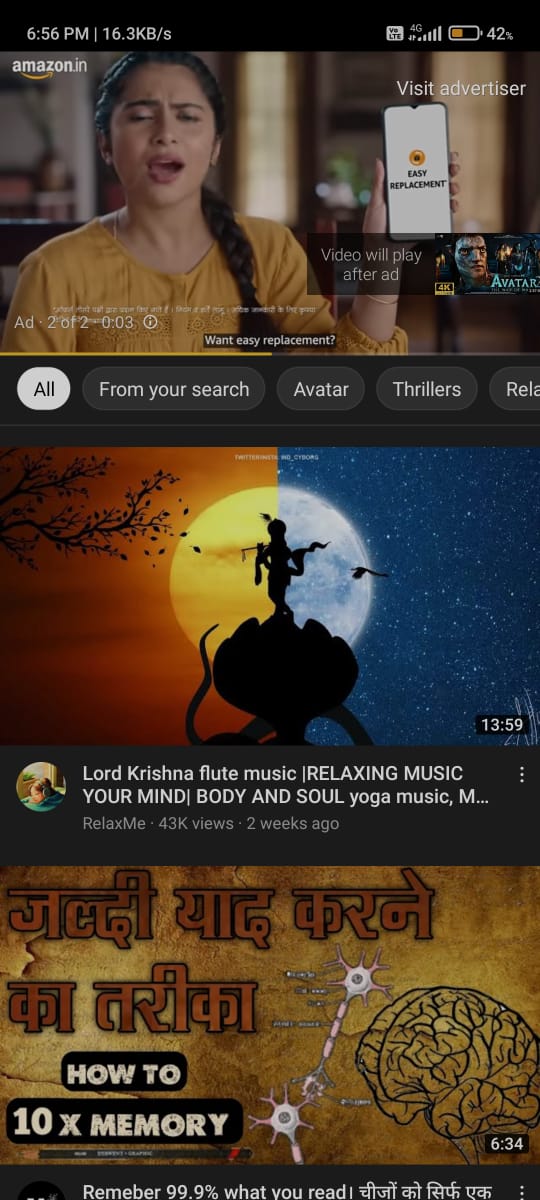 6:56 PM | 16.3KB/s
Vo LTE 4G 42%
amazon.in
Visit advertiser
EASY
REPLACEMENT
Video will play
after ad
4K
AVATAR
Ad · 2 of 2 · 0:03
Want easy replacement?
All
From your search
Avatar
Thrillers
Rela
TWITTER/INSTA: IND_CYBORG
13:59
Lord Krishna flute music |RELAXING MUSIC
YOUR MIND| BODY AND SOUL yoga music, M...
RelaxMe · 43K views · 2 weeks ago
जल्दी याद करने
का तरीका
HOW TO
10 X MEMORY
6:34
Remeber 99.9% what you read। चीजों को सिर्फ एक